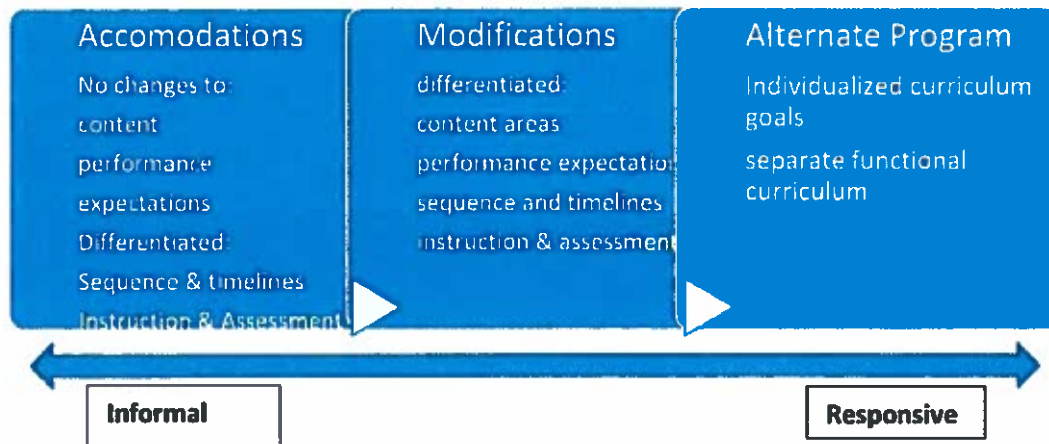 Accomodations
No changes to:
content
performance
expectations
Differentiated:
Sequence & timelines
Instruction & Assessment
Modifications
differentiated:
content areas
performance expectatio
sequence and timelines
instruction & assessment
Alternate Program
Individualized curriculum
goals
separate functional
curriculum
Informal
Responsive